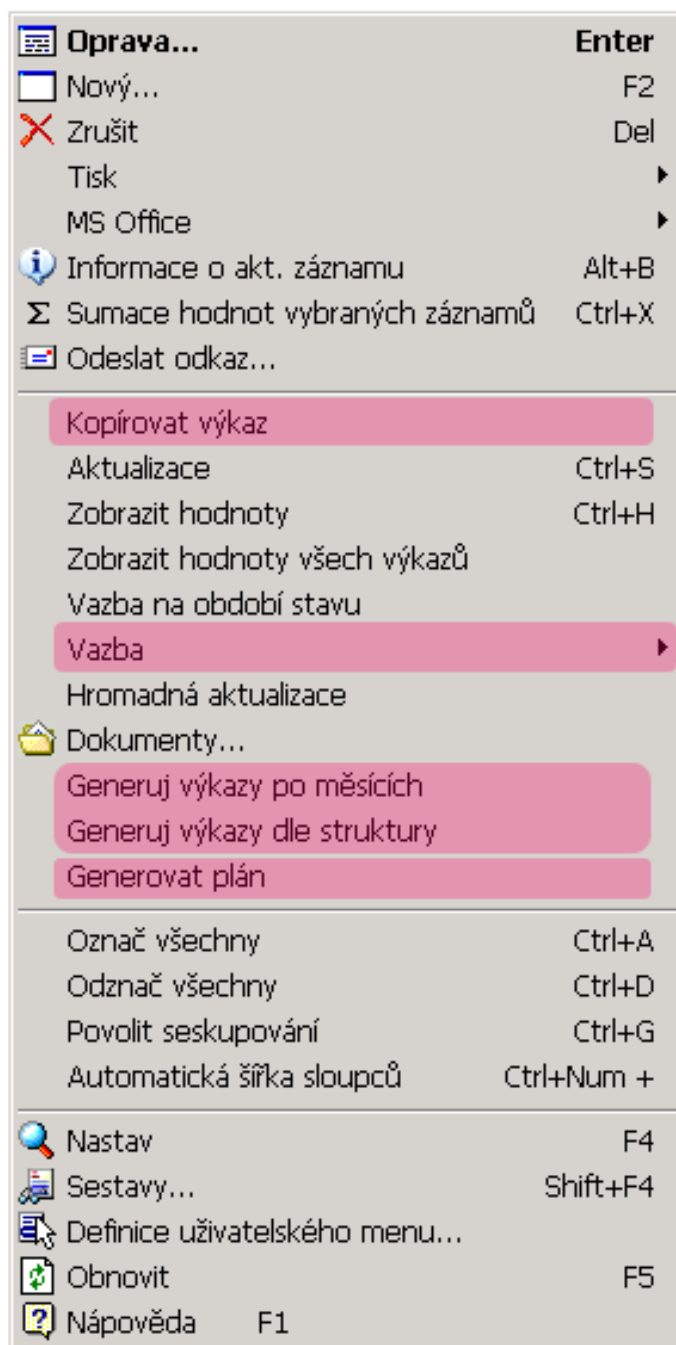 Oprava... Enter
Nový... F2
Zrušit Del
Tisk
MS Office
Informace o akt. záznamu Alt+B
Σ Sumace hodnot vybraných záznamů Ctrl+X
Odeslat odkaz...
Kopírovat výkaz
Aktualizace Ctrl+S
Zobrazit hodnoty Ctrl+H
Zobrazit hodnoty všech výkazů
Vazba na období stavu
Vazba
Hromadná aktualizace
Dokumenty...
Generuj výkazy po měsících
Generuj výkazy dle struktury
Generovat plán
Označ všechny Ctrl+A
Odznač všechny Ctrl+D
Povolit seskupování Ctrl+G
Automatická šířka sloupců Ctrl+Num +
Nastav F4
Sestavy... Shift+F4
Definice uživatelského menu...
Obnovit F5
Nápověda F1